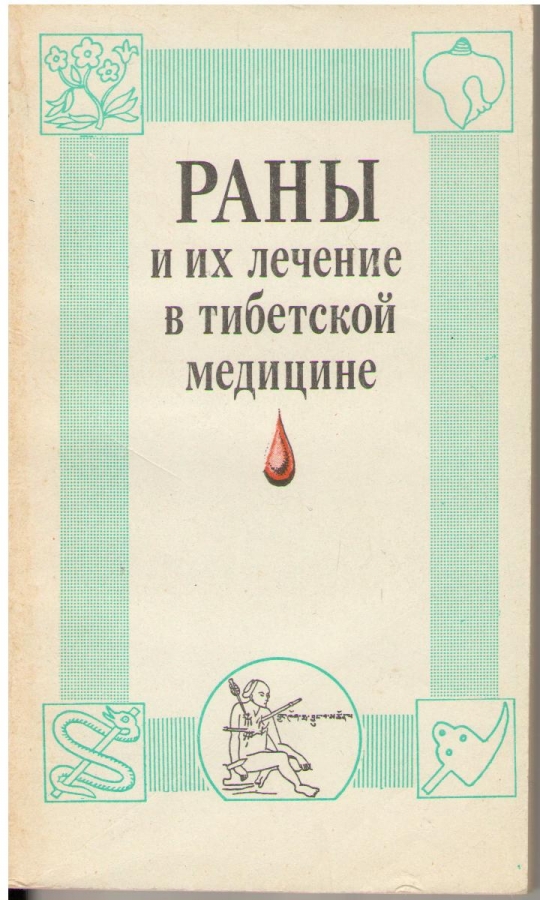 РАНЫ
и их лечение
в тибетской
медицине